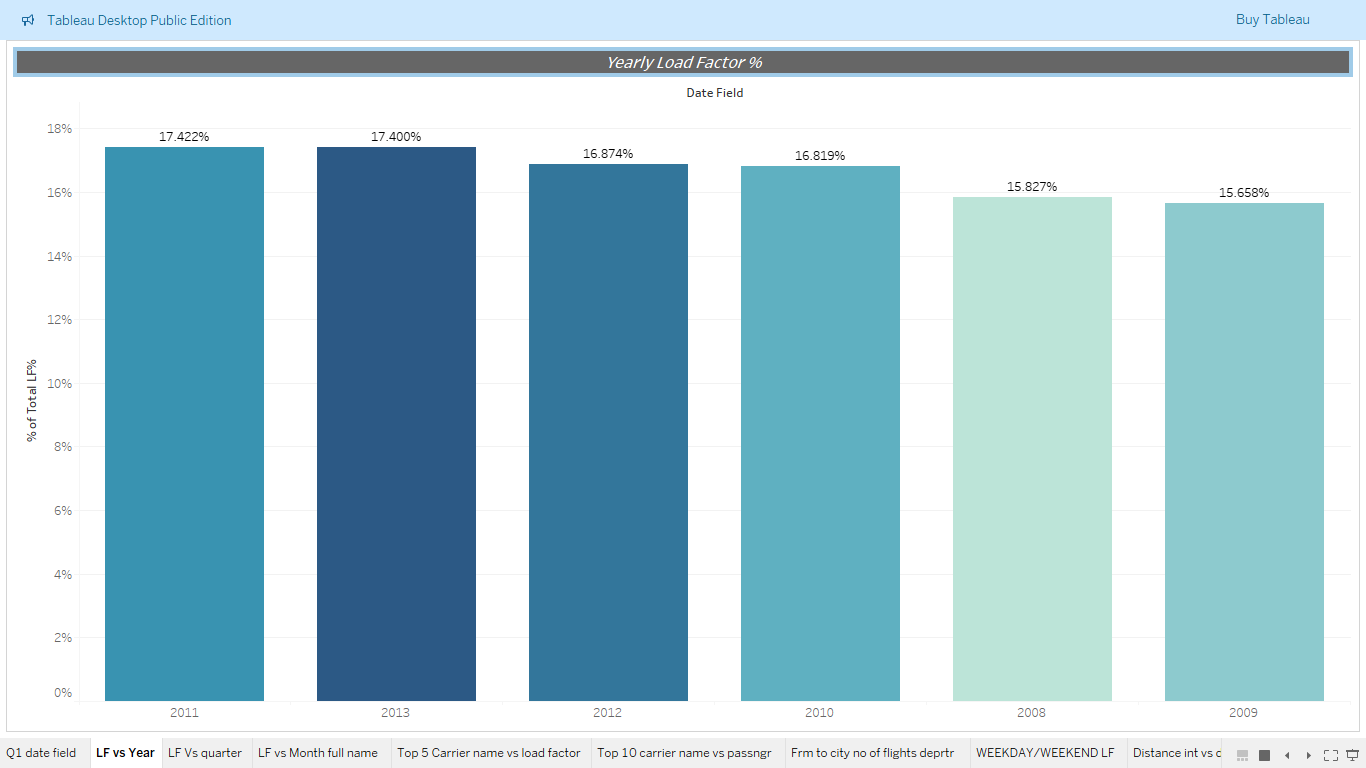 Tableau Desktop Public Edition
Buy Tableau
Yearly Load Factor %
Date Field
% of Total LF%
18%
16%
14%
12%
10%
8%
6%
4%
2%
0%
17.422%
17.400%
16.874%
16.819%
15.827%
15.658%
2011
2013
2012
2010
2008
2009
Q1 date field
LF vs Year
LF Vs quarter
LF vs Month full name
Top 5 Carrier name vs load factor
Top 10 carrier name vs passngr
Frm to city no of flights deprtr
WEEKDAY/WEEKEND LF
Distance int vs